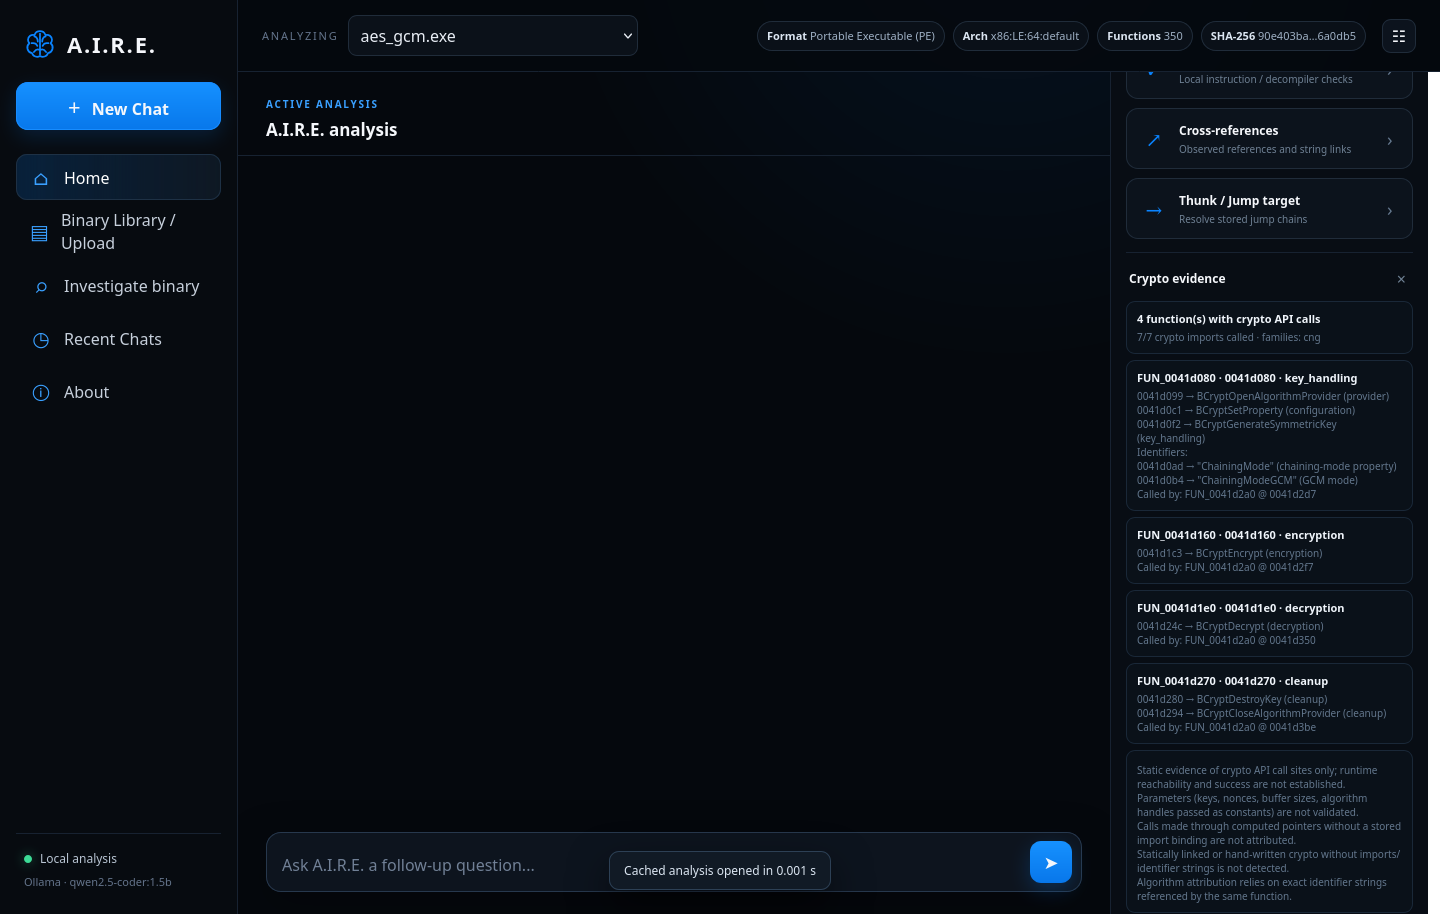 A.I.R.E.
+ New Chat
Home
Binary Library /
Upload
Investigate binary
Recent Chats
About
Local analysis
Ollama · qwen2.5-coder:1.5b
ANALYZING
aes_gcm.exe
Format Portable Executable (PE)
Arch x86:LE:64:default
Functions 350
SHA-256 90e403ba…6a0db5
ACTIVE ANALYSIS
A.I.R.E. analysis
Ask A.I.R.E. a follow-up question...
Cached analysis opened in 0.001 s
Local instruction / decompiler checks
Cross-references
Observed references and string links
Thunk / Jump target
Resolve stored jump chains
Crypto evidence
×
4 function(s) with crypto API calls
7/7 crypto imports called · families: cng
FUN_0041d080 · 0041d080 · key_handling
0041d099 → BCryptOpenAlgorithmProvider (provider)
0041d0c1 → BCryptSetProperty (configuration)
0041d0f2 → BCryptGenerateSymmetricKey
(key_handling)
Identifiers:
0041d0ad → "ChainingMode" (chaining-mode property)
0041d0b4 → "ChainingModeGCM" (GCM mode)
Called by: FUN_0041d2a0 @ 0041d2d7
FUN_0041d160 · 0041d160 · encryption
0041d1c3 → BCryptEncrypt (encryption)
Called by: FUN_0041d2a0 @ 0041d2f7
FUN_0041d1e0 · 0041d1e0 · decryption
0041d24c → BCryptDecrypt (decryption)
Called by: FUN_0041d2a0 @ 0041d350
FUN_0041d270 · 0041d270 · cleanup
0041d280 → BCryptDestroyKey (cleanup)
0041d294 → BCryptCloseAlgorithmProvider (cleanup)
Called by: FUN_0041d2a0 @ 0041d3be
Static evidence of crypto API call sites only; runtime
reachability and success are not established.
Parameters (keys, nonces, buffer sizes, algorithm
handles passed as constants) are not validated.
Calls made through computed pointers without a stored
import binding are not attributed.
Statically linked or hand-written crypto without imports/
identifier strings is not detected.
Algorithm attribution relies on exact identifier strings
referenced by the same function.